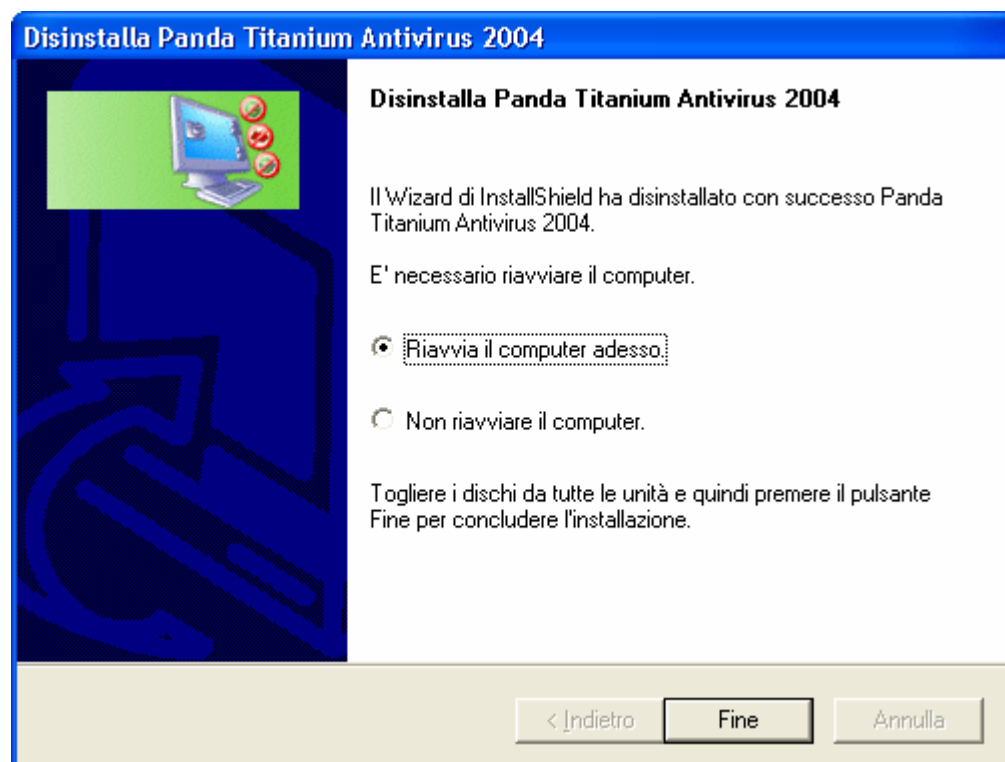 Disinstalla Panda Titanium Antivirus 2004
Disinstalla Panda Titanium Antivirus 2004
Il Wizard di InstallShield ha disinstallato con successo Panda
Titanium Antivirus 2004.
E' necessario riavviare il computer.
Riavvia il computer adesso.
Non riavviare il computer.
Togliere i dischi da tutte le unità e quindi premere il pulsante
Fine per concludere l'installazione.
< Indietro
Fine
Annulla